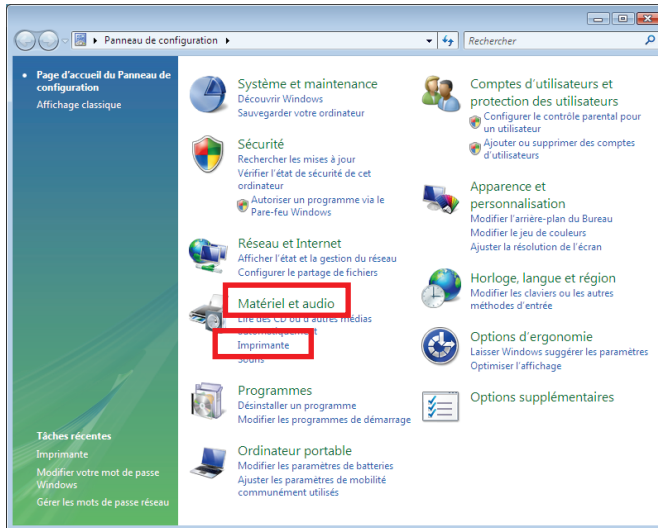 Panneau de configuration
Rechercher
Page d'accueil du Panneau de
configuration
Affichage classique
Système et maintenance
Découvrir Windows
Sauvegarder votre ordinateur
Sécurité
Rechercher les mises à jour
Vérifier l'état de sécurité de cet
ordinateur
Autoriser un programme via le
Pare-feu Windows
Réseau et Internet
Afficher l'état et la gestion du réseau
Configurer le partage de fichiers
Matériel et audio
Lire des CD ou d'autres médias
automatiquement
Imprimante
Souris
Programmes
Désinstaller un programme
Modifier les programmes de démarrage
Ordinateur portable
Modifier les paramètres de batteries
Ajuster les paramètres de mobilité
communément utilisés
Comptes d'utilisateurs et
protection des utilisateurs
Configurer le contrôle parental pour
un utilisateur
Ajouter ou supprimer des comptes
d'utilisateurs
Apparence et
personnalisation
Modifier l'arrière-plan du Bureau
Modifier le jeu de couleurs
Ajuster la résolution de l'écran
Horloge, langue et région
Modifier les claviers ou les autres
méthodes d'entrée
Options d'ergonomie
Laisser Windows suggérer les paramètres
Optimiser l'affichage
Options supplémentaires
Tâches récentes
Imprimante
Modifier votre mot de passe
Windows
Gérer les mots de passe réseau